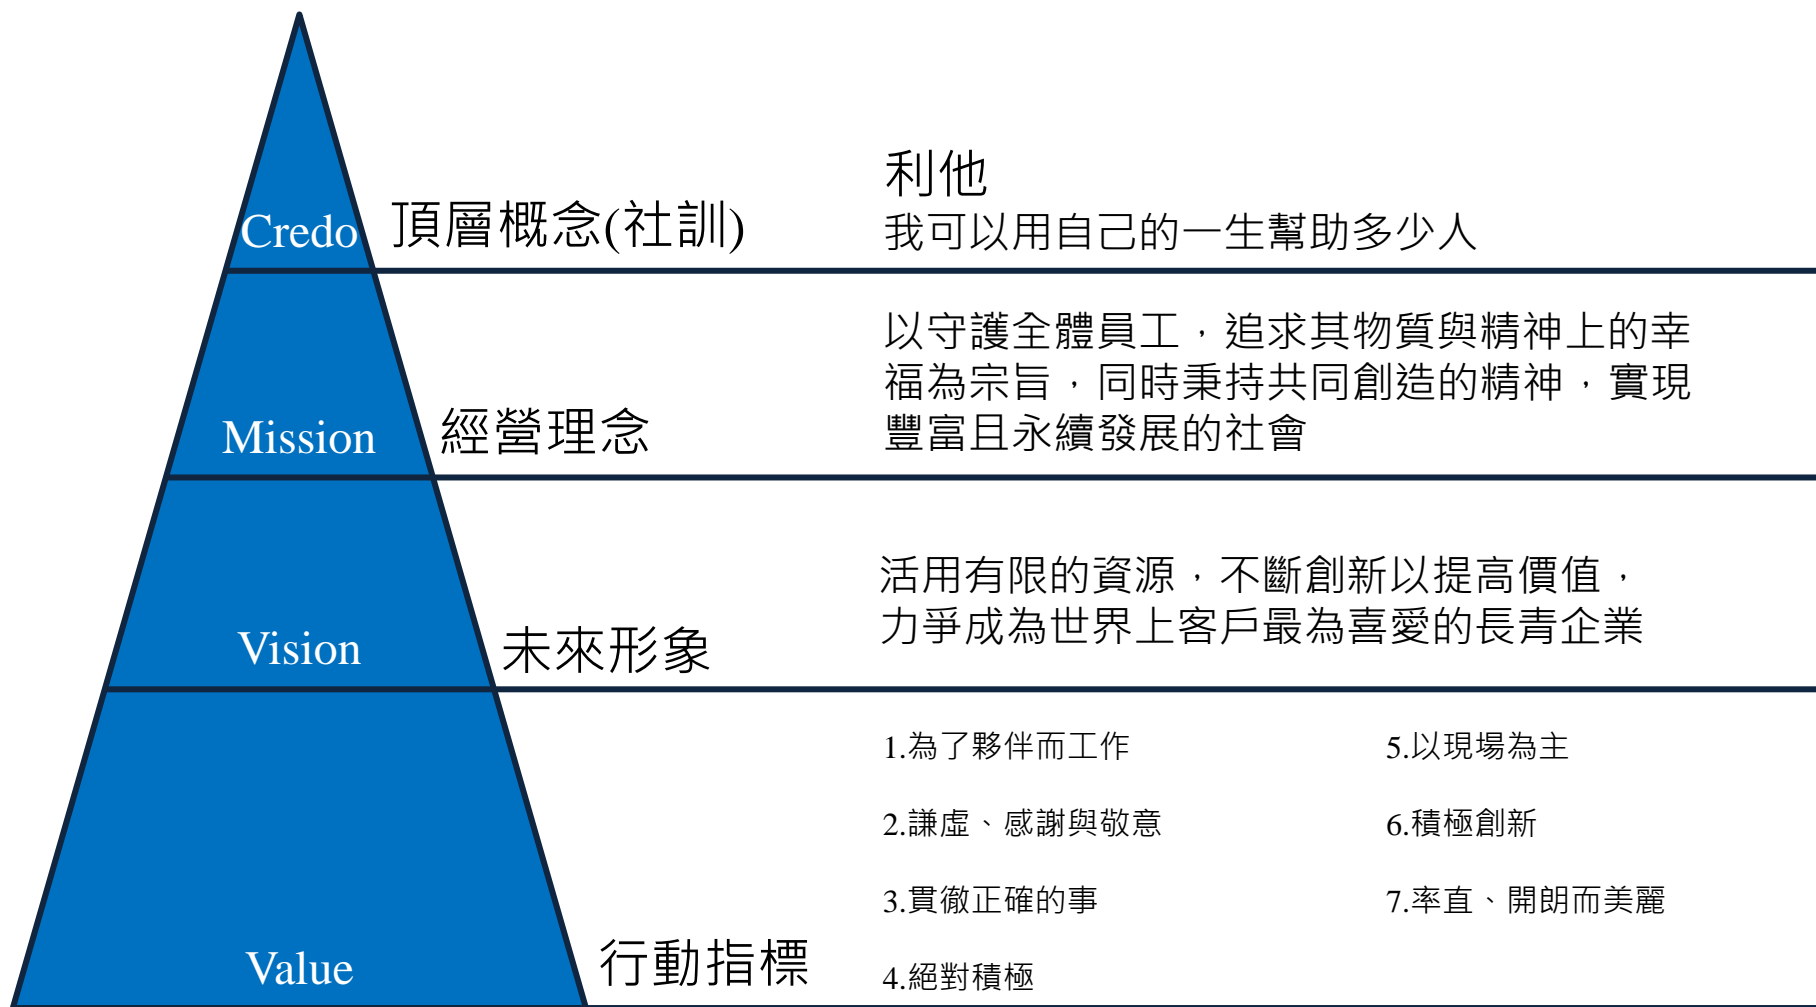 Credo
頂層概念(社訓)
利他
我可以用自己的一生幫助多少人
Mission
經營理念
以守護全體員工，追求其物質與精神上的幸
福為宗旨，同時秉持共同創造的精神，實現
豐富且永續發展的社會
Vision
未來形象
活用有限的資源，不斷創新以提高價值，
力爭成為世界上客戶最為喜愛的長青企業
Value
行動指標
1.為了夥伴而工作
2.謙虛、感謝與敬意
3.貫徹正確的事
4.絕對積極
5.以現場為主
6.積極創新
7.率直、開朗而美麗